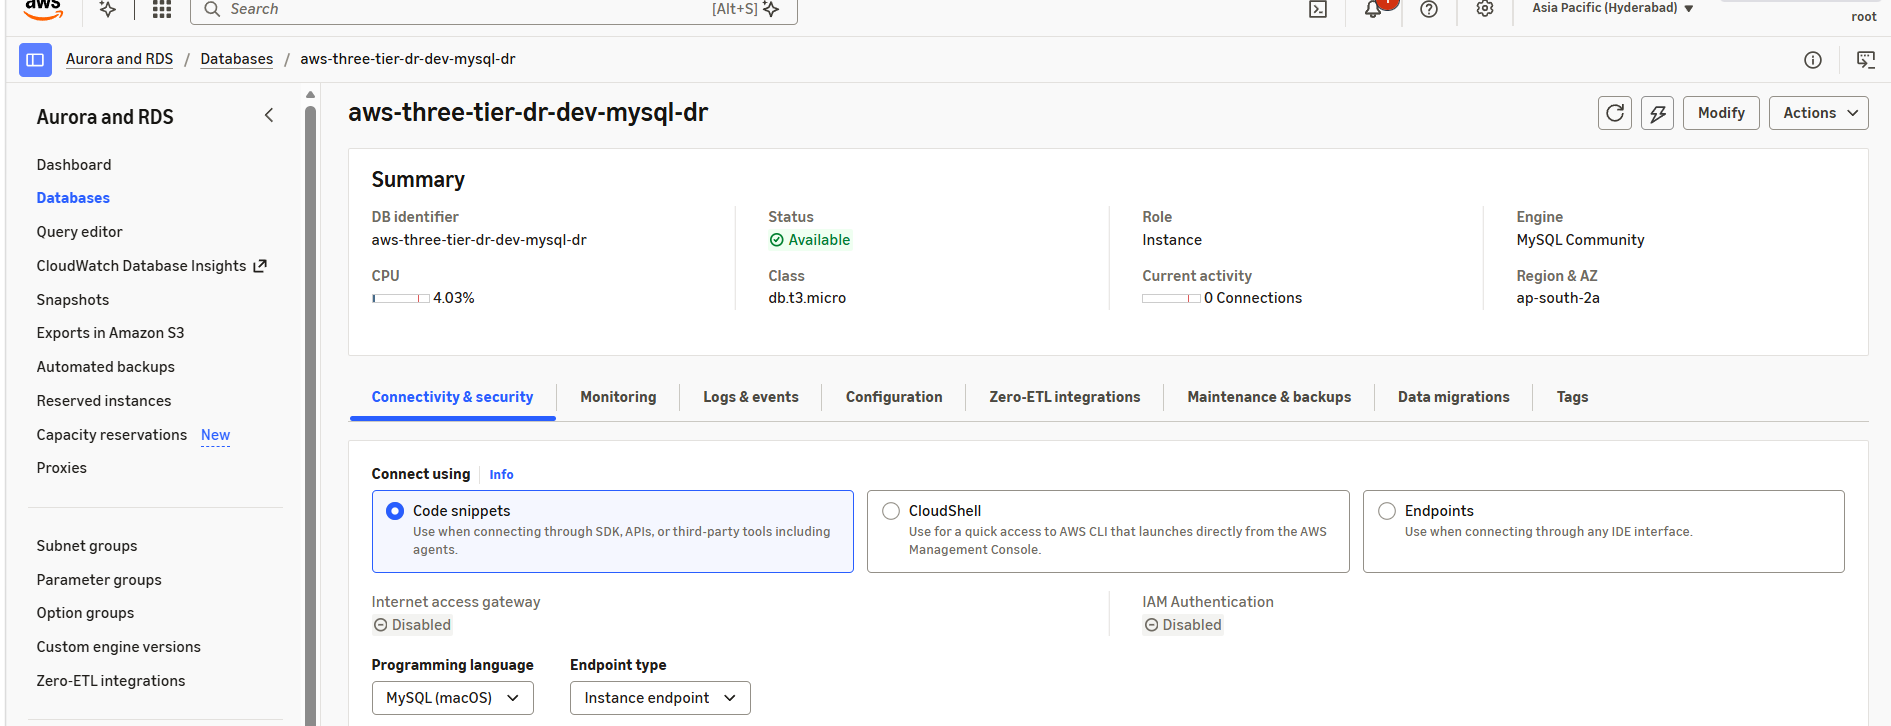 aws
Search
[Alt+S]
Asia Pacific (Hyderabad)
root
Aurora and RDS / Databases / aws-three-tier-dr-dev-mysql-dr
Aurora and RDS
Dashboard
Databases
Query editor
CloudWatch Database Insights
Snapshots
Exports in Amazon S3
Automated backups
Reserved instances
Capacity reservations New
Proxies
Subnet groups
Parameter groups
Option groups
Custom engine versions
Zero-ETL integrations
aws-three-tier-dr-dev-mysql-dr
Modify
Actions
Summary
DB identifier
aws-three-tier-dr-dev-mysql-dr
Status
Available
Role
Instance
Engine
MySQL Community
CPU
4.03%
Class
db.t3.micro
Current activity
0 Connections
Region & AZ
ap-south-2a
Connectivity & security
Monitoring
Logs & events
Configuration
Zero-ETL integrations
Maintenance & backups
Data migrations
Tags
Connect using
Info
Code snippets
Use when connecting through SDK, APIs, or third-party tools including
agents.
CloudShell
Use for a quick access to AWS CLI that launches directly from the AWS
Management Console.
Endpoints
Use when connecting through any IDE interface.
Internet access gateway
Disabled
IAM Authentication
Disabled
Programming language
MySQL (macOS)
Endpoint type
Instance endpoint